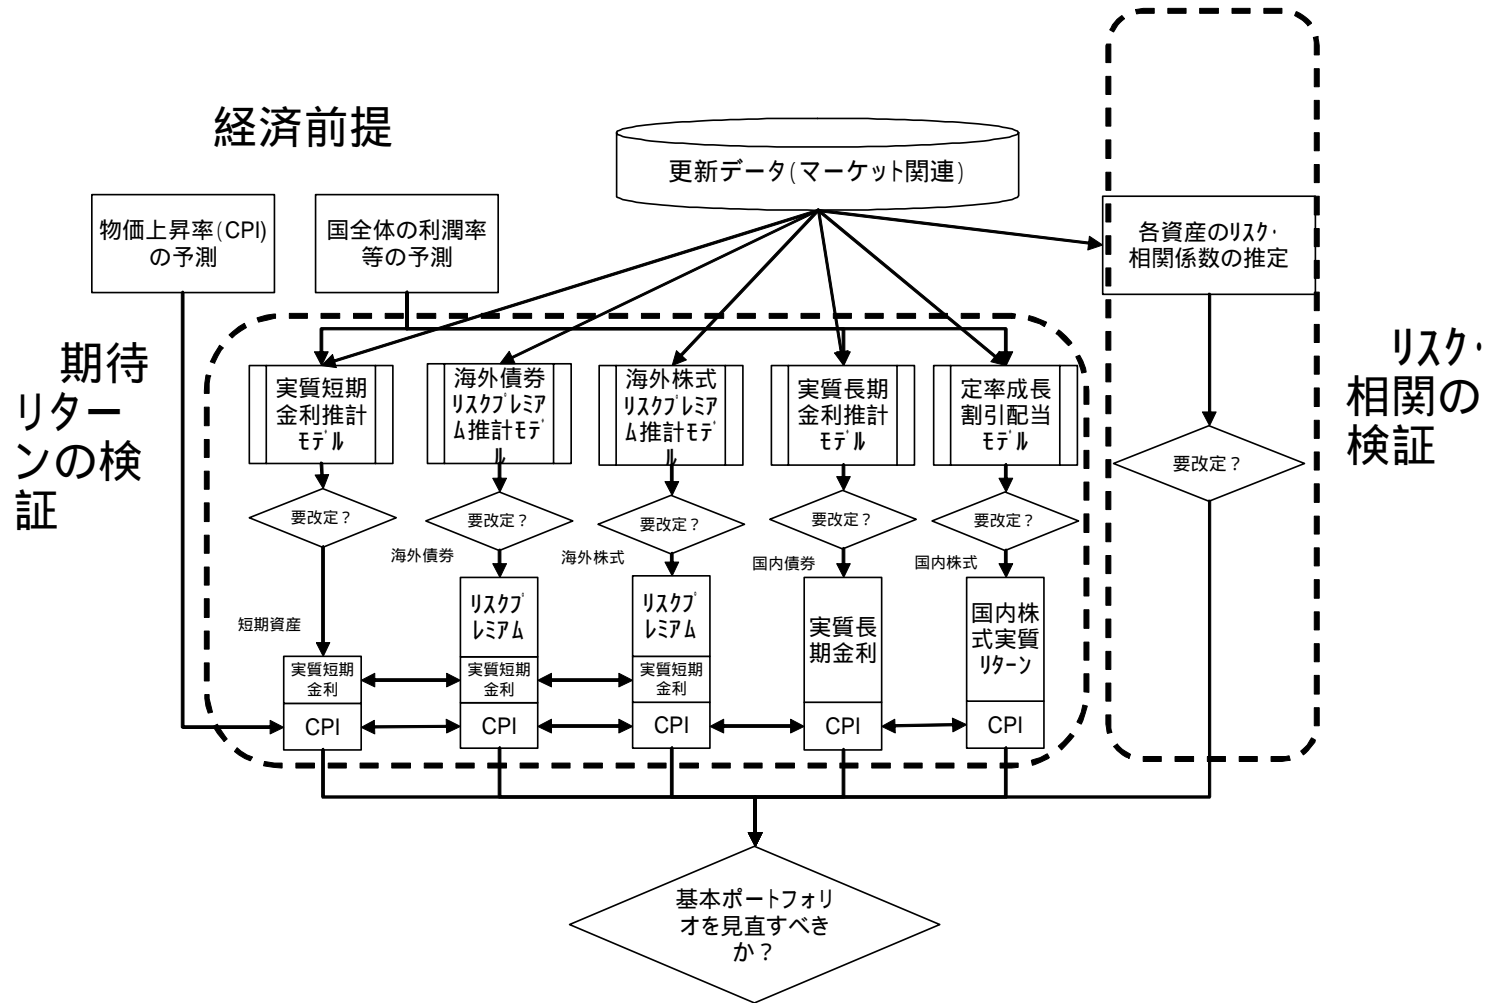 経済前提
更新データ(マーケット関連)
物価上昇率(CPI)
の予測
国全体の利潤率
等の予測
各資産のﾘｽｸ・
相関係数の推定
期待
リター
ンの検
証
ﾘｽｸ・
相関の
検証
実質短期
金利推計
ﾓﾃﾞﾙ
海外債券
ﾘｽｸﾌﾟﾚﾐｱ
ﾑ推計ﾓﾃﾞ
ﾙ
海外株式
ﾘｽｸﾌﾟﾚﾐｱ
ﾑ推計ﾓﾃﾞ
ﾙ
実質長期
金利推計
ﾓﾃﾞﾙ
定率成長
割引配当
ﾓﾃﾞﾙ
要改定？
要改定？
要改定？
要改定？
要改定？
要改定？
海外債券
海外株式
国内債券
国内株式
短期資産
ﾘｽｸﾌﾟ
ﾚﾐｱﾑ
ﾘｽｸﾌﾟ
ﾚﾐｱﾑ
実質長
期金利
国内株
式実質
ﾘﾀｰﾝ
実質短期
金利
実質短期
金利
実質短期
金利
CPI
CPI
CPI
CPI
CPI
基本ポートフォリ
オを見直すべき
か？